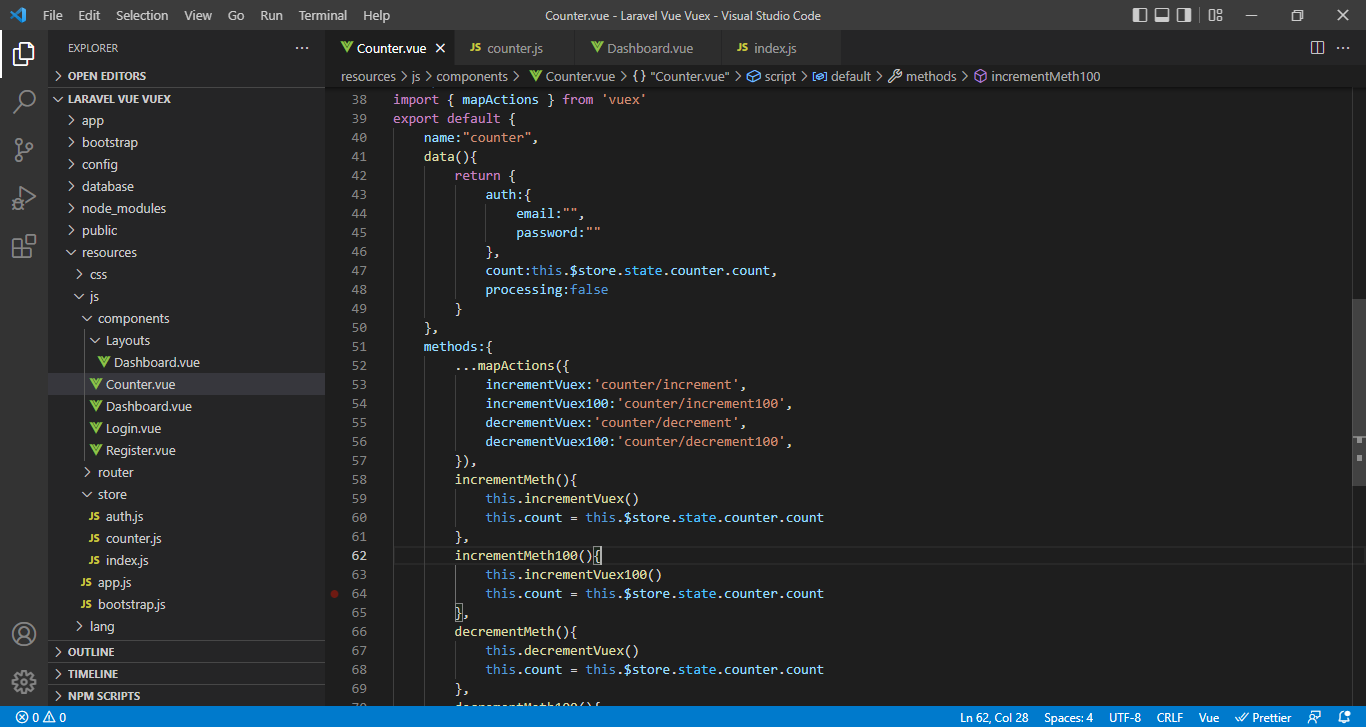 File Edit Selection View Go Run Terminal Help Counter.vue - Laravel Vue Vuex - Visual Studio Code
EXPLORER
OPEN EDITORS
LARAVEL VUE VUEX
app
bootstrap
config
database
node_modules
public
resources
css
js
components
Layouts
Dashboard.vue
Counter.vue
Dashboard.vue
Login.vue
Register.vue
router
store
JS auth.js
JS counter.js
JS index.js
JS app.js
JS bootstrap.js
lang
OUTLINE
TIMELINE
NPM SCRIPTS
Counter.vue JS counter.js Dashboard.vue JS index.js
resources > js > components > Counter.vue > {} "Counter.vue" > script > default > methods > incrementMeth100
38 import { mapActions } from 'vuex'
39 export default {
40 name:"counter",
41 data(){
42 return {
43 auth:{
44 email:"",
45 password:""
46 },
47 count:this.$store.state.counter.count,
48 processing:false
49 }
50 },
51 methods:{
52 ...mapActions({
53 incrementVuex:'counter/increment',
54 incrementVuex100:'counter/increment100',
55 decrementVuex:'counter/decrement',
56 decrementVuex100:'counter/decrement100',
57 }),
58 incrementMeth(){
59 this.incrementVuex()
60 this.count = this.$store.state.counter.count
61 },
62 incrementMeth100(){
63 this.incrementVuex100()
64 this.count = this.$store.state.counter.count
65 },
66 decrementMeth(){
67 this.decrementVuex()
68 this.count = this.$store.state.counter.count
69 },
70 decrementMeth100(){
0 0 Ln 62, Col 28 Spaces: 4 UTF-8 CRLF Vue Prettier